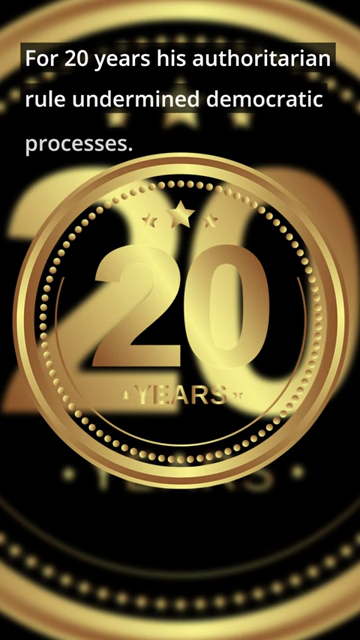 For 20 years his authoritarian
rule undermined democratic
processes.
20
YEARS